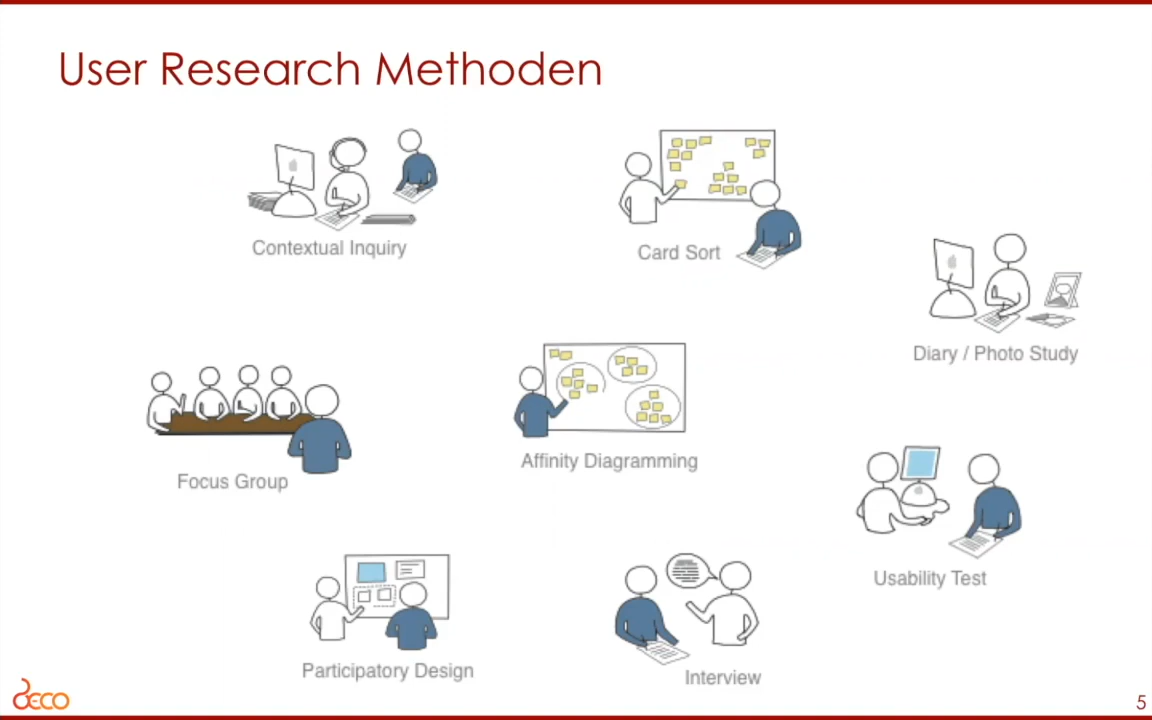 User Research Methoden
Contextual Inquiry
Card Sort
Diary / Photo Study
Focus Group
Affinity Diagramming
Usability Test
Participatory Design
Interview
DECO
5